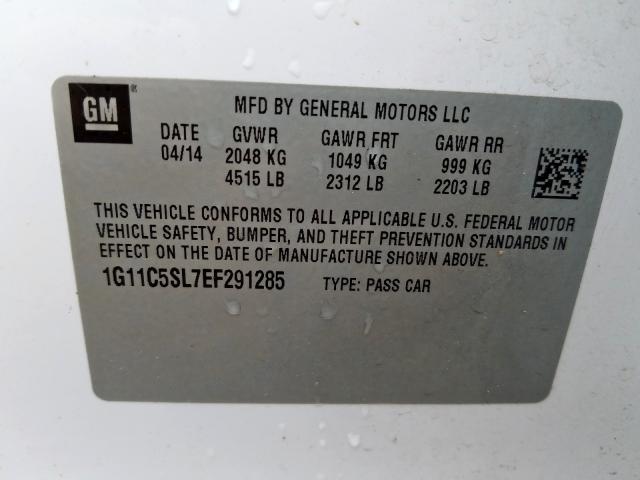 GM
MFD BY GENERAL MOTORS LLC
DATE GVWR GAWR FRT GAWR RR
04/14 2048 KG 1049 KG 999 KG
4515 LB 2312 LB 2203 LB
THIS VEHICLE CONFORMS TO ALL APPLICABLE U.S. FEDERAL MOTOR
VEHICLE SAFETY, BUMPER, AND THEFT PREVENTION STANDARDS IN
EFFECT ON THE DATE OF MANUFACTURE SHOWN ABOVE.
1G11C5SL7EF291285 TYPE: PASS CAR